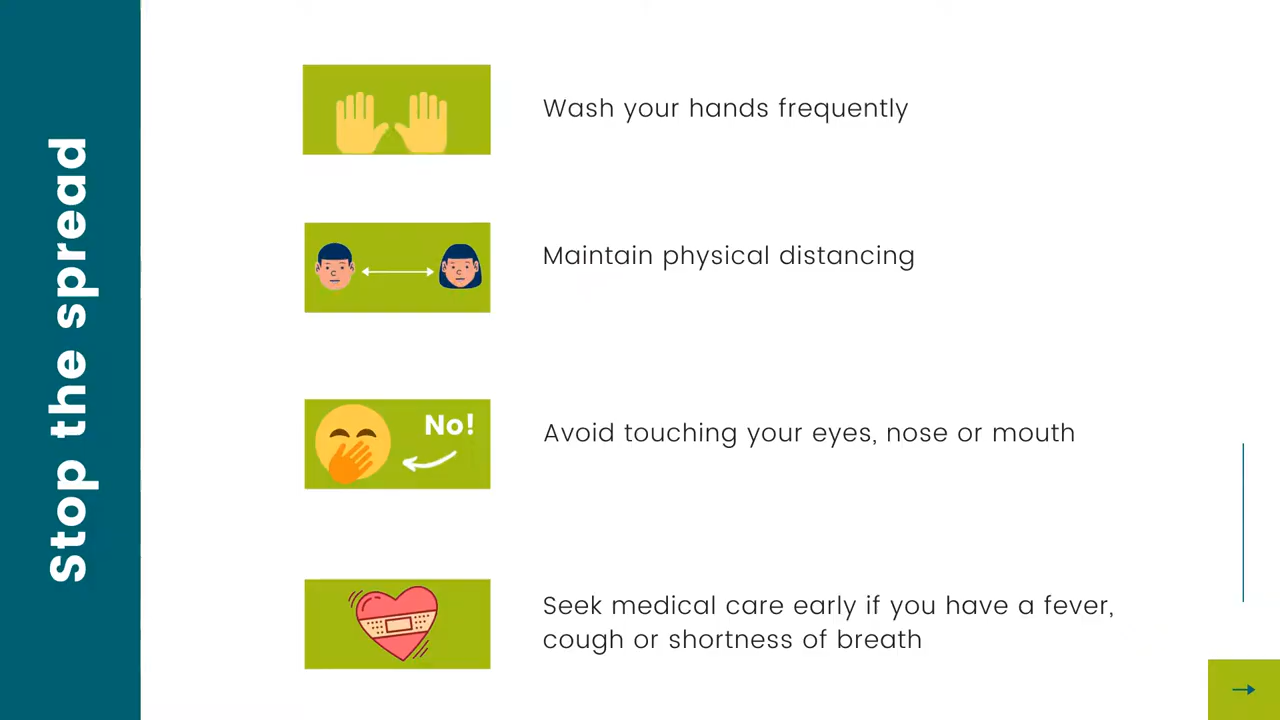 Stop the spread
Wash your hands frequently
Maintain physical distancing
No!
Avoid touching your eyes, nose or mouth
Seek medical care early if you have a fever,
cough or shortness of breath